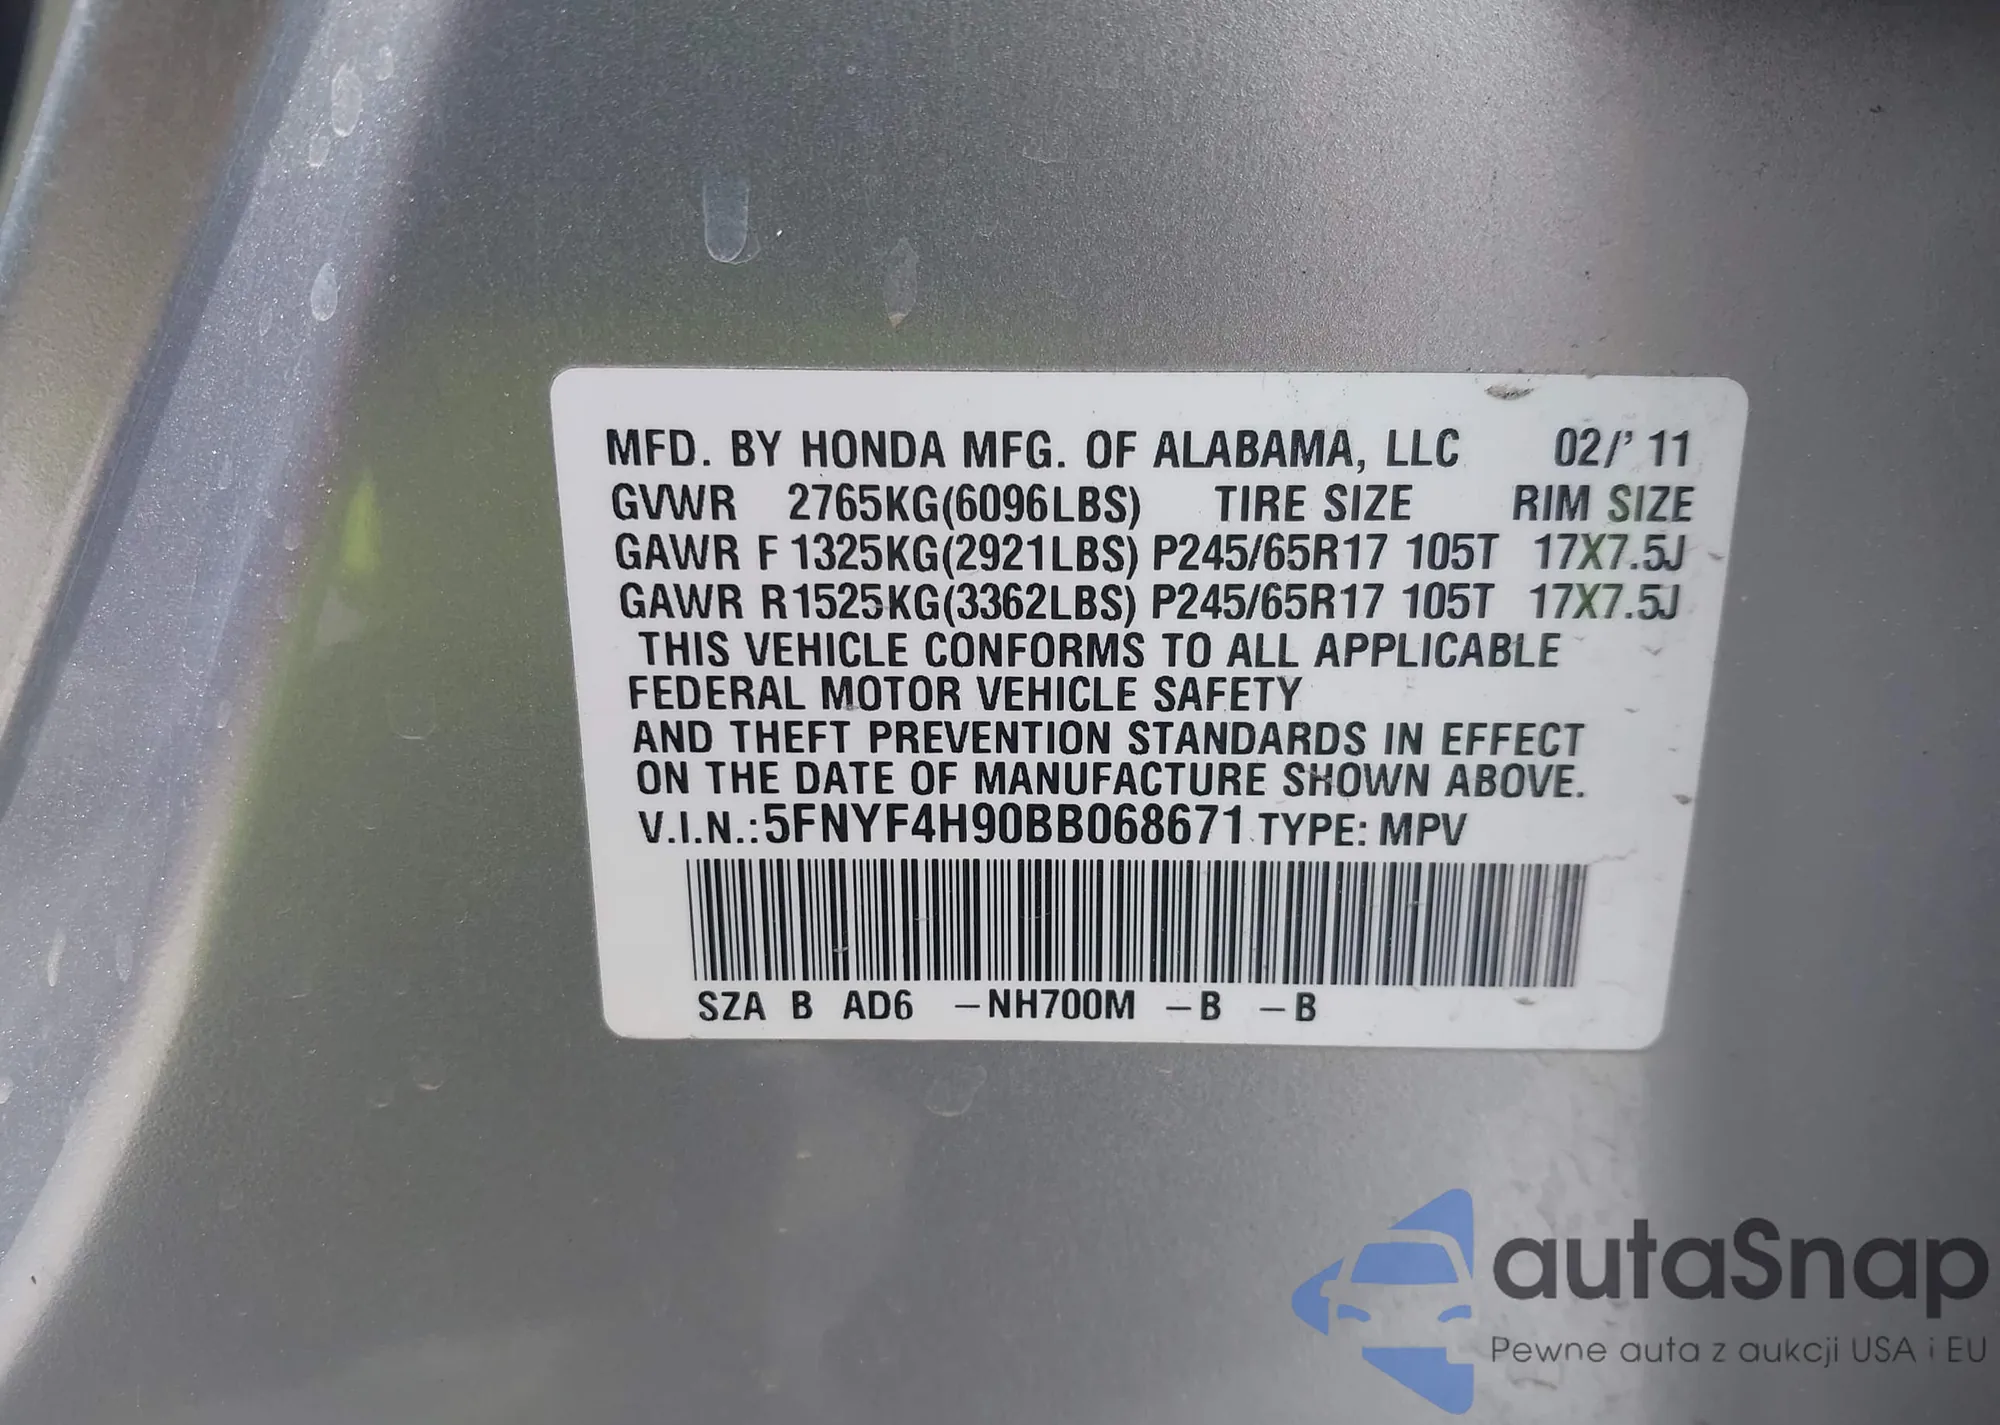 MFD. BY HONDA MFG. OF ALABAMA, LLC 02/' 11
GVWR 2765KG(6096LBS) TIRE SIZE RIM SIZE
GAWR F 1325KG(2921LBS) P245/65R17 105T 17X7.5J
GAWR R 1525KG(3362LBS) P245/65R17 105T 17X7.5J
THIS VEHICLE CONFORMS TO ALL APPLICABLE
FEDERAL MOTOR VEHICLE SAFETY
AND THEFT PREVENTION STANDARDS IN EFFECT
ON THE DATE OF MANUFACTURE SHOWN ABOVE.
V.I.N.:5FNYF4H90BB068671 TYPE: MPV
SZA B AD6 -NH700M -B -B
autaSnap
Pewne auta z aukcji USA i EU